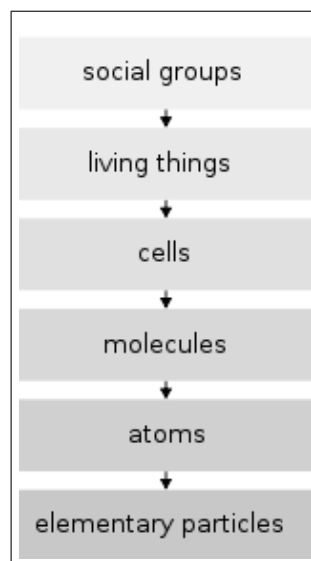 social groups
living things
cells
molecules
atoms
elementary particles